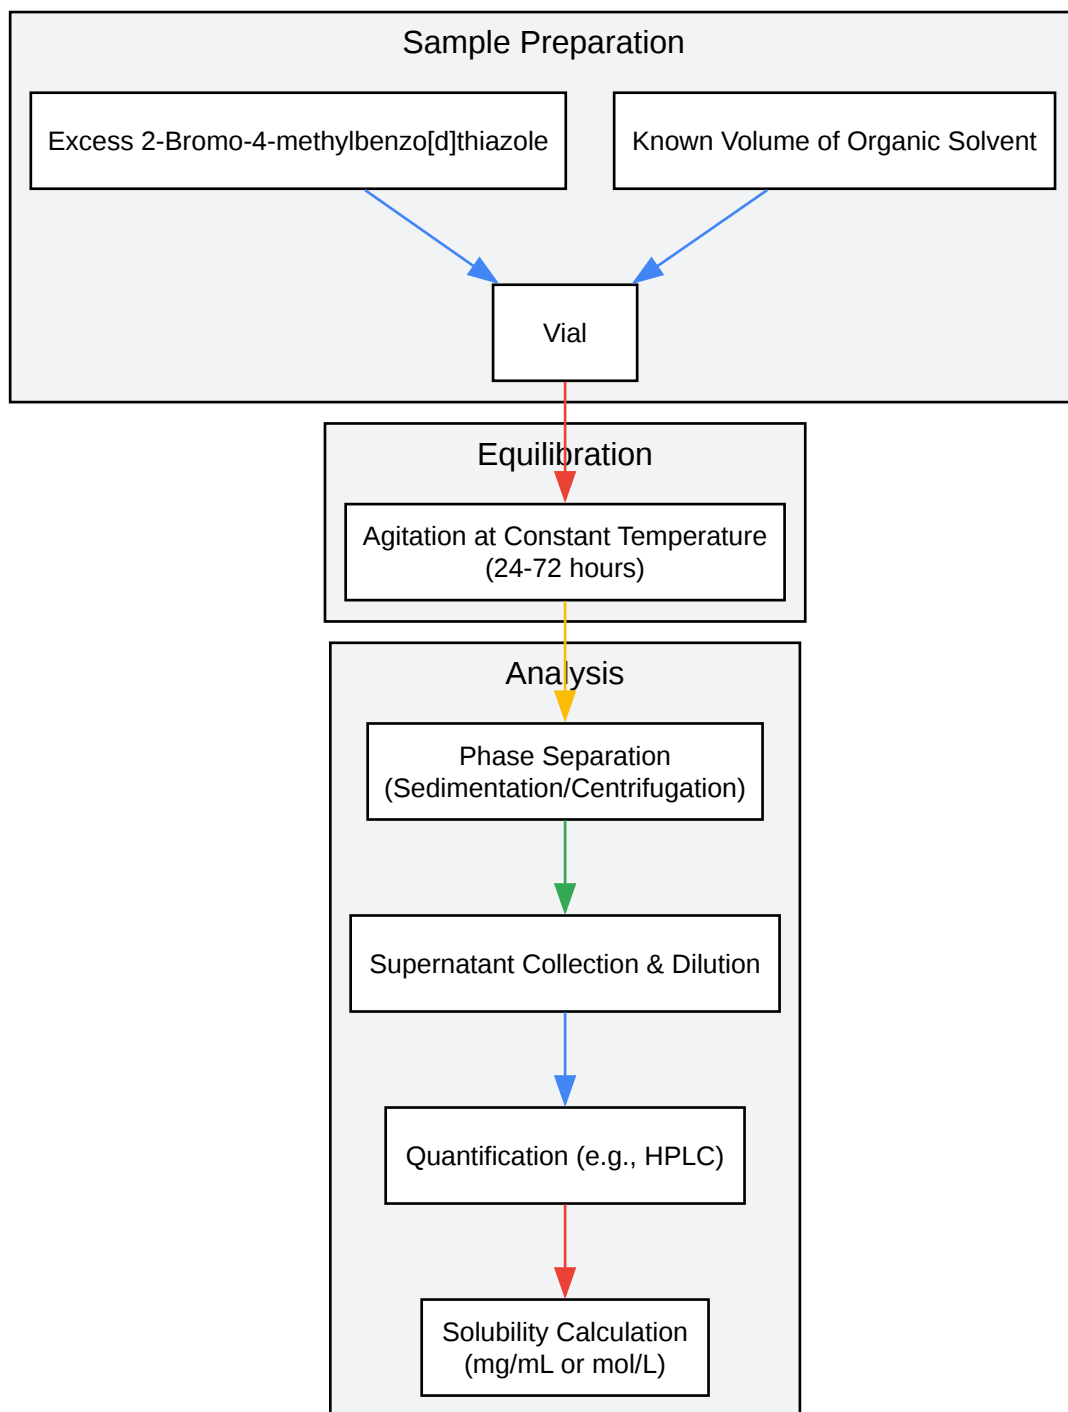 Sample Preparation
Excess 2-Bromo-4-methylbenzo[d]thiazole
Known Volume of Organic Solvent
Vial
Equilibration
Agitation at Constant Temperature
(24-72 hours)
Analysis
Phase Separation
(Sedimentation/Centrifugation)
Supernatant Collection & Dilution
Quantification (e.g., HPLC)
Solubility Calculation
(mg/mL or mol/L)